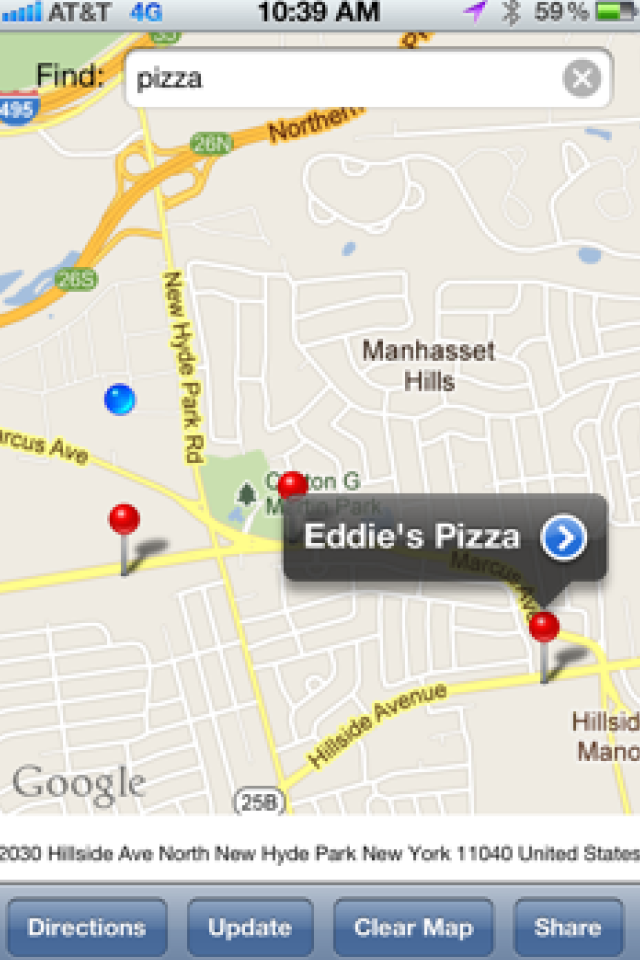 AT&T 4G 10:39 AM 59%
Find: pizza
495
26N
Northern
26S
New Hyde Park Rd
Manhasset
Hills
Marcus Ave
Eddie's Pizza
Marcus Ave
Hillside Avenue
Google
25B
2030 Hillside Ave North New Hyde Park New York 11040 United States
Directions Update Clear Map Share